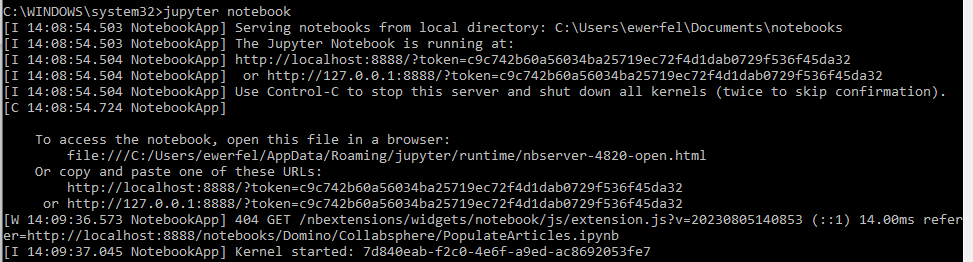 C:\WINDOWS\system32>jupyter notebook
[I 14:08:54.503 NotebookApp] Serving notebooks from local directory: C:\Users\ewerfel\Documents\notebooks
[I 14:08:54.503 NotebookApp] The Jupyter Notebook is running at:
[I 14:08:54.504 NotebookApp] http://localhost:8888/?token=c9c742b60a56034ba25719ec72f4d1dab0729f536f45da32
[I 14:08:54.504 NotebookApp]  or http://127.0.0.1:8888/?token=c9c742b60a56034ba25719ec72f4d1dab0729f536f45da32
[I 14:08:54.504 NotebookApp] Use Control-C to stop this server and shut down all kernels (twice to skip confirmation).
[C 14:08:54.724 NotebookApp]
    To access the notebook, open this file in a browser:
        file:///C:/Users/ewerfel/AppData/Roaming/jupyter/runtime/nbserver-4820-open.html
    Or copy and paste one of these URLs:
        http://localhost:8888/?token=c9c742b60a56034ba25719ec72f4d1dab0729f536f45da32
     or http://127.0.0.1:8888/?token=c9c742b60a56034ba25719ec72f4d1dab0729f536f45da32
[W 14:09:36.573 NotebookApp] 404 GET /nbextensions/widgets/notebook/js/extension.js?v=20230805140853 (::1) 14.00ms refer
er=http://localhost:8888/notebooks/Domino/Collabsphere/PopulateArticles.ipynb
[I 14:09:37.045 NotebookApp] Kernel started: 7d840eab-f2c0-4e6f-a9ed-ac8692053fe7